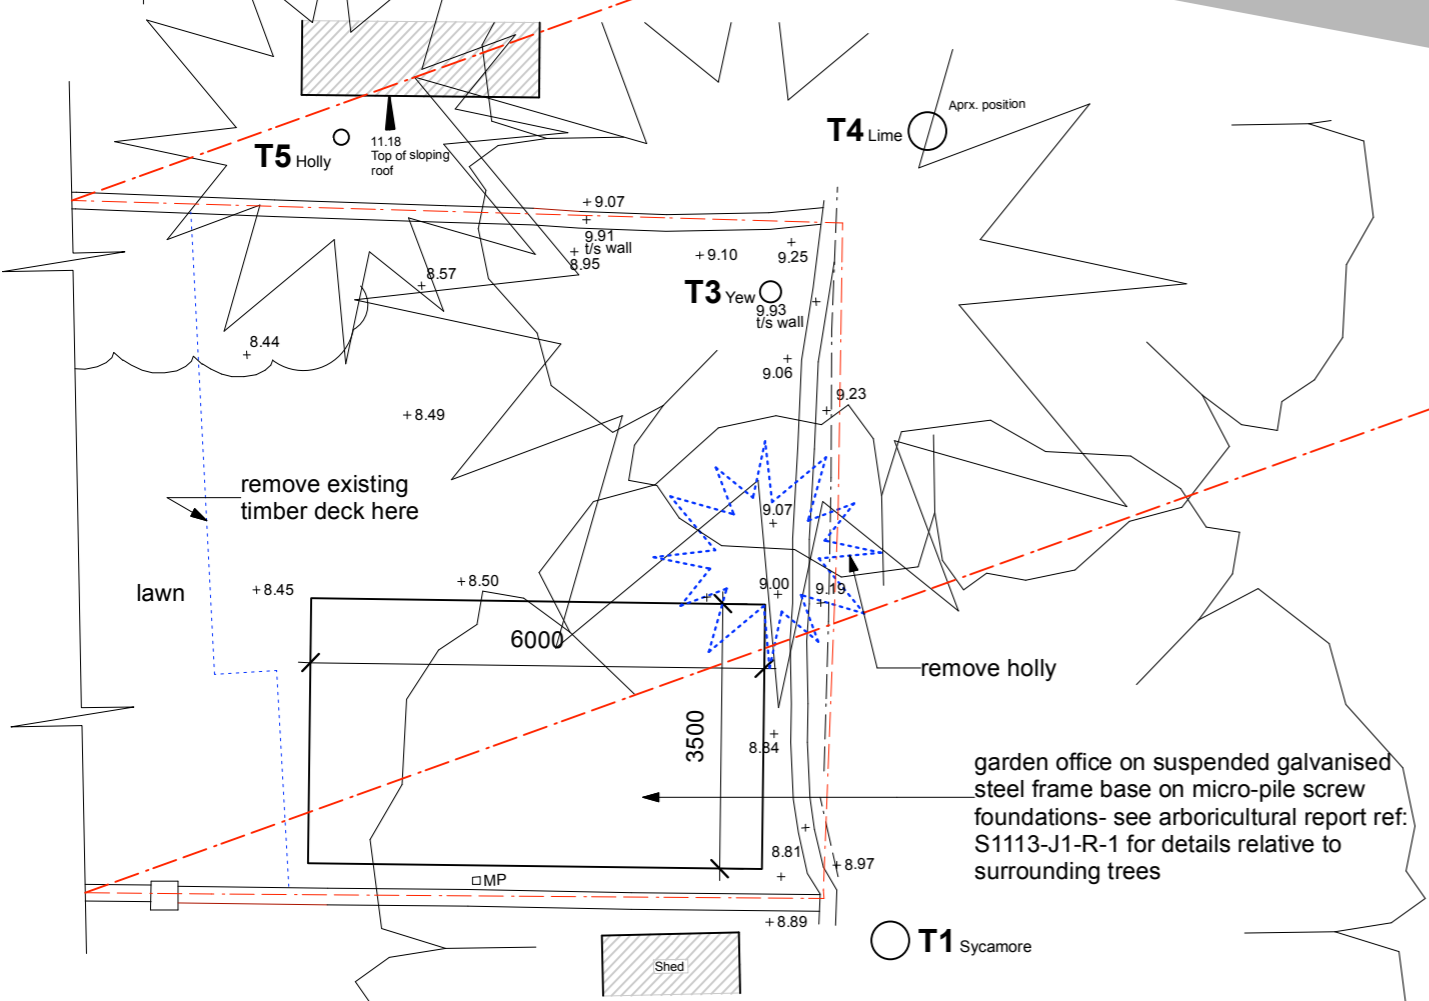 Aprx. position
T4 Lime
T5 Holly
11.18
Top of sloping
roof
+9.07
9.91
t/s wall
8.95
+9.10
9.25
8.57
T3 Yew
9.93
t/s wall
8.44
9.06
9.23
+8.49
remove existing
timber deck here
9.07
lawn
+8.45
+8.50
9.00
9.19
6000
remove holly
3500
8.84
garden office on suspended galvanised
steel frame base on micro-pile screw
foundations- see arboricultural report ref:
S1113-J1-R-1 for details relative to
surrounding trees
8.81
+8.97
MP
+8.89
T1 Sycamore
Shed